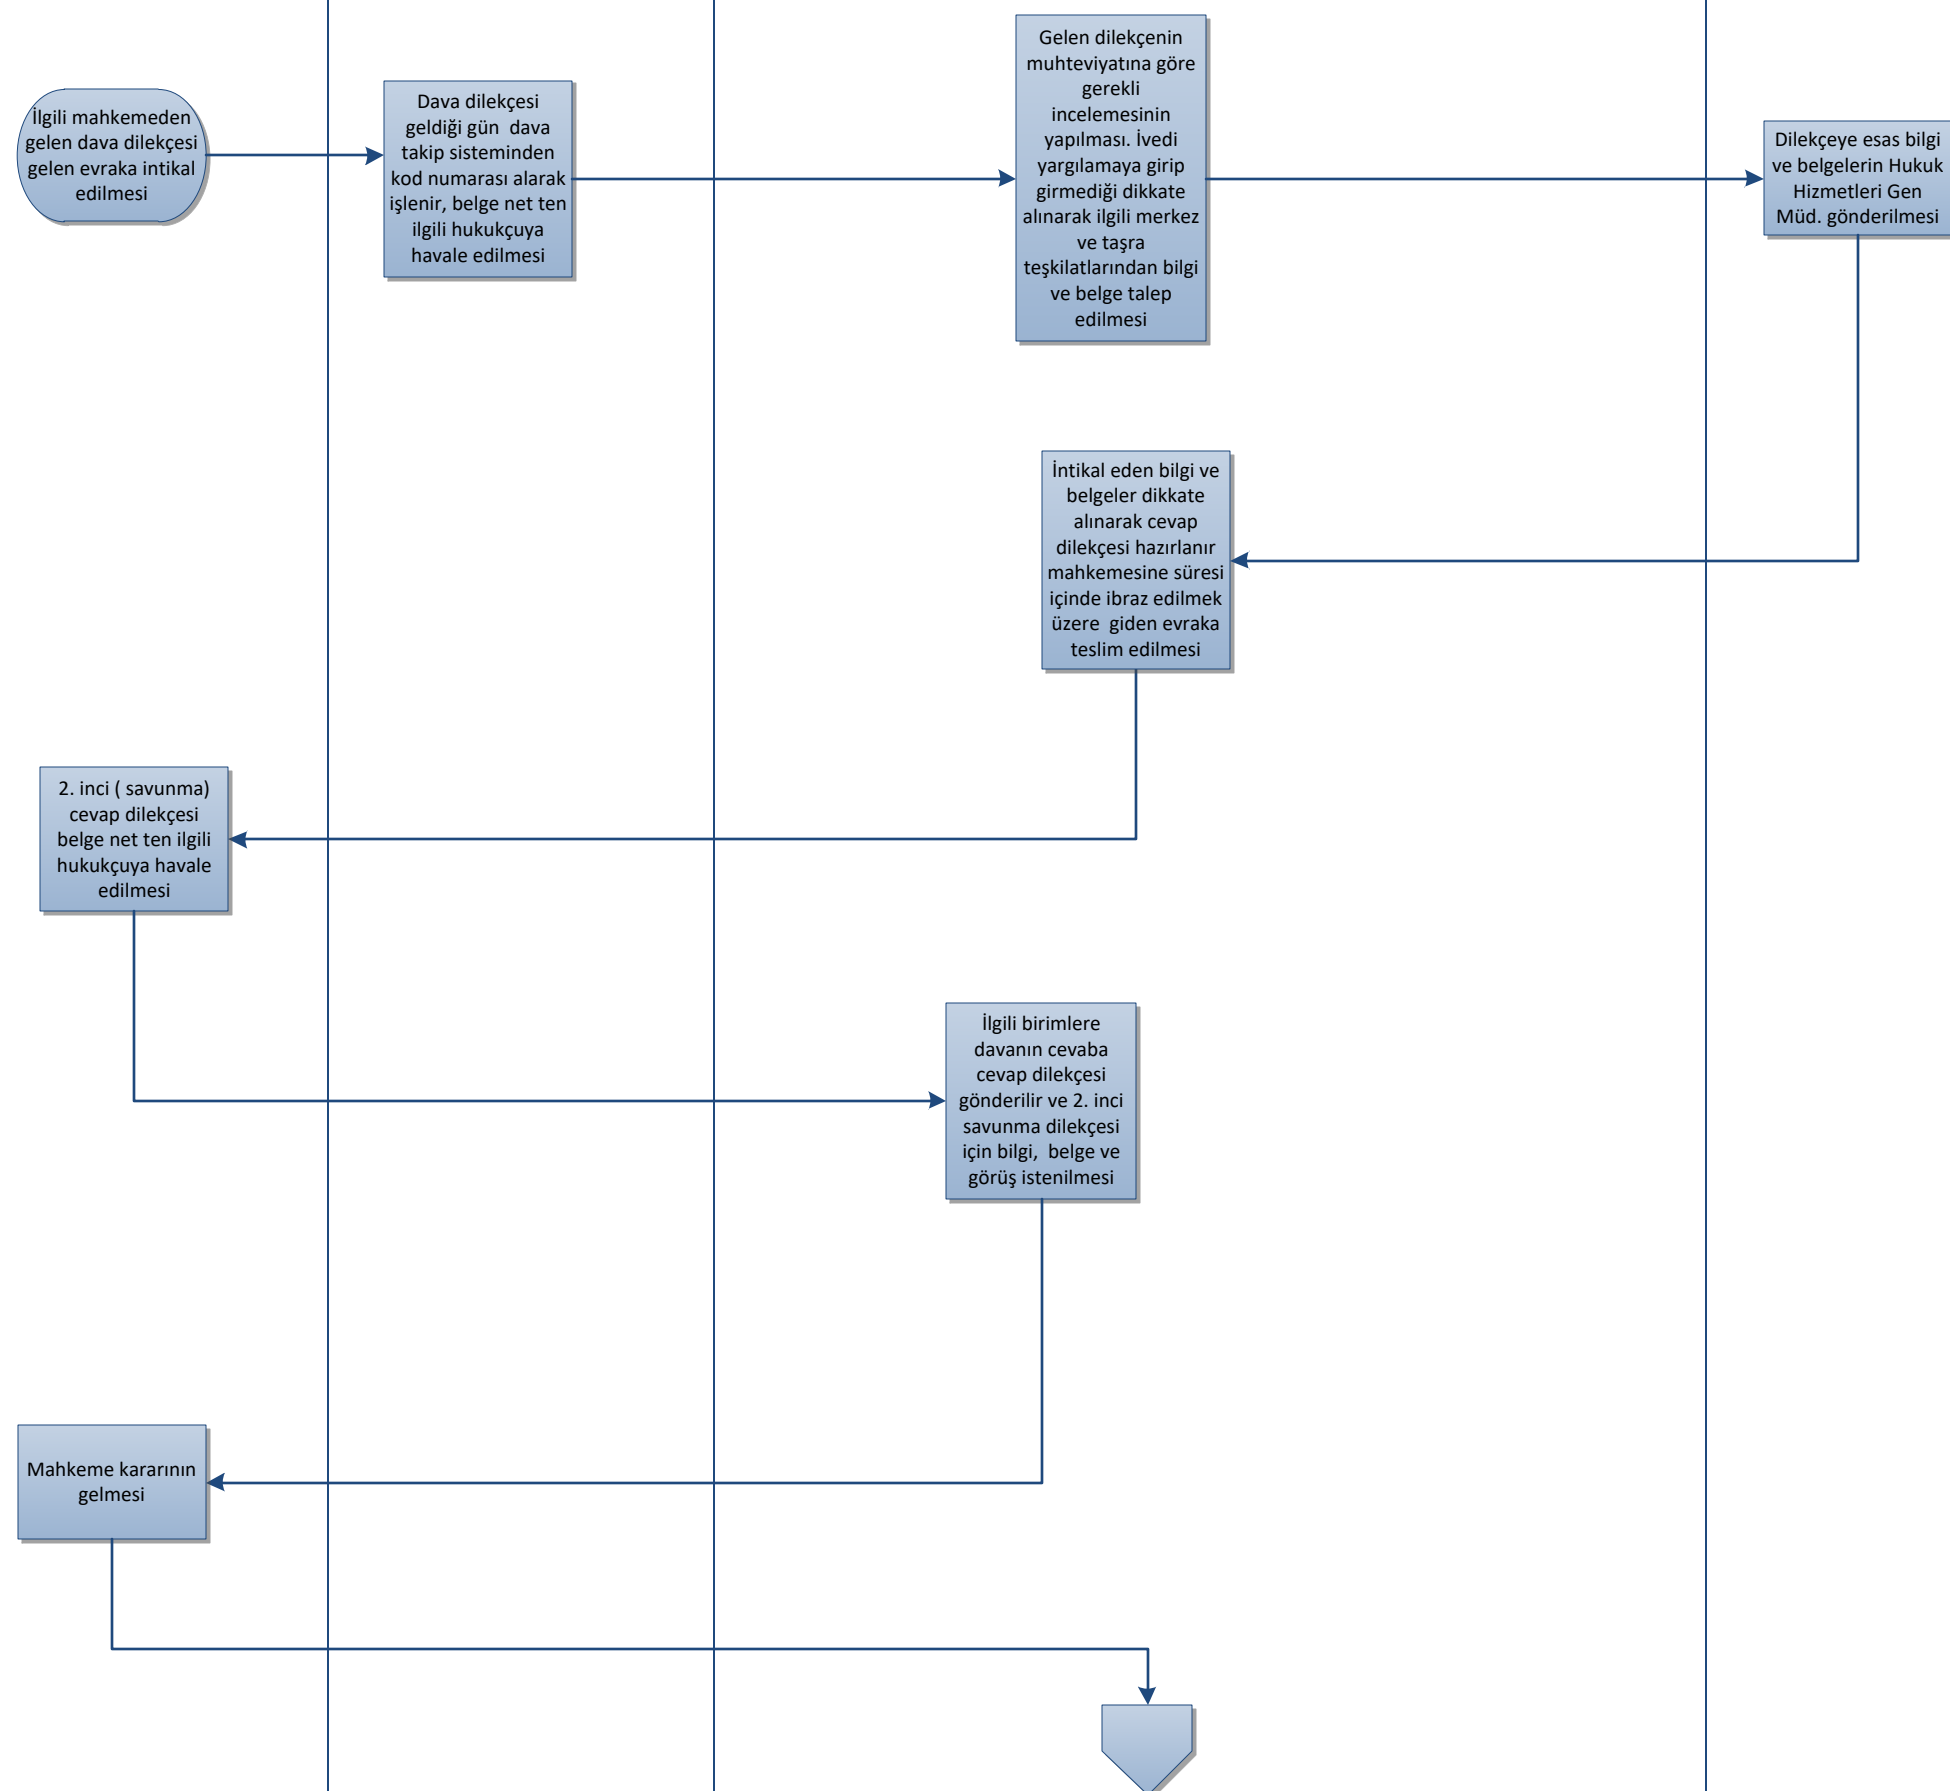 İlgili mahkemeden
gelen dava dilekçesi
gelen evraka intikal
edilmesi
Dava dilekçesi
geldiği gün  dava
takip sisteminden
kod numarası alarak
işlenir, belge net ten
ilgili hukukçuya
havale edilmesi
Gelen dilekçenin
muhteviyatına göre
gerekli
incelemesinin
yapılması. İvedi
yargılamaya girip
girmediği dikkate
alınarak ilgili merkez
ve taşra
teşkilatlarından bilgi
ve belge talep
edilmesi
Dilekçeye esas bilgi
ve belgelerin Hukuk
Hizmetleri Gen
Müd. gönderilmesi
İntikal eden bilgi ve
belgeler dikkate
alınarak cevap
dilekçesi hazırlanır
mahkemesine süresi
içinde ibraz edilmek
üzere  giden evraka
teslim edilmesi
2. inci ( savunma)
cevap dilekçesi
belge net ten ilgili
hukukçuya havale
edilmesi
İlgili birimlere
davanın cevaba
cevap dilekçesi
gönderilir ve 2. inci
savunma dilekçesi
için bilgi,  belge ve
görüş istenilmesi
Mahkeme kararının
gelmesi